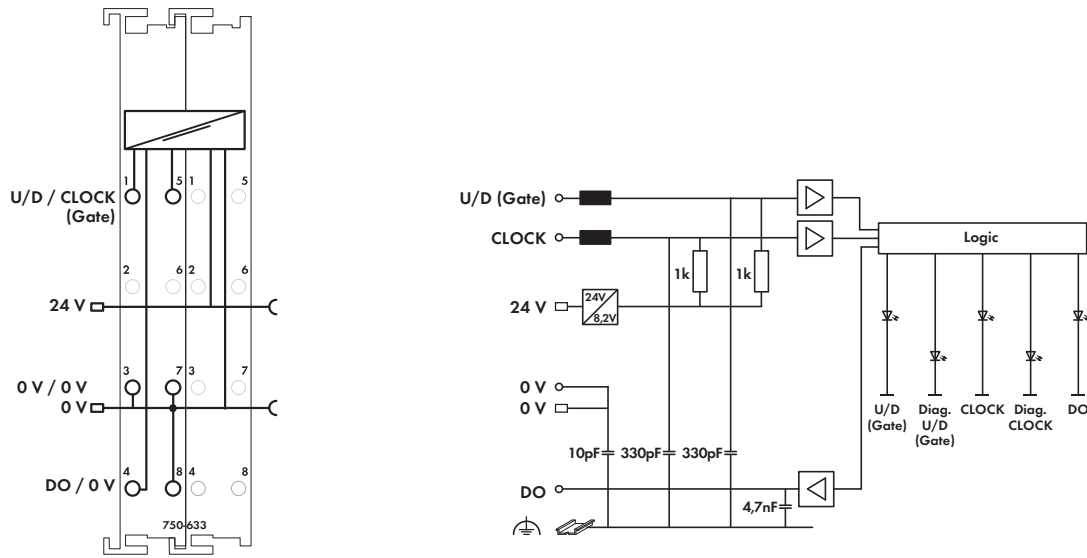 1
5
1
5
U/D / CLOCK
(Gate)
2
6
2
6
24 V
3
7
3
7
0 V / 0 V
0 V
4
8
4
8
DO / 0 V
750-633
U/D (Gate)
CLOCK
Logic
1k
1k
24 V
24V
8,2V
0 V
0 V
U/D
(Gate)
Diag.
U/D
(Gate)
CLOCK
Diag.
CLOCK
DO
10pF
330pF
330pF
DO
4,7nF